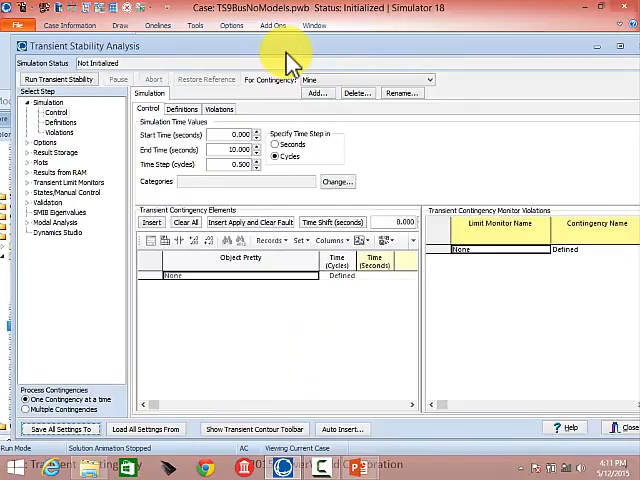 Case: TS9BusNoModels.pwb Status: Initialized | Simulator 18
File Case Information Draw Onelines Tools Options Add Ons Window
Transient Stability Analysis
Simulation Status Not Initialized
Run Transient Stability Pause Abort Restore Reference For Contingency: Mine
Select Step
Simulation
Control
Definitions
Violations
Options
Result Storage
Plots
Results from RAM
Transient Limit Monitors
States/Manual Control
Validation
SMIB Eigenvalues
Modal Analysis
Dynamics Studio
Process Contingencies
One Contingency at a time
Multiple Contingencies
Simulation Add... Delete... Rename...
Control Definitions Violations
Simulation Time Values
Start Time (seconds) 0.000
End Time (seconds) 10.000
Time Step (cycles) 0.500
Specify Time Step in
Seconds
Cycles
Categories Change...
Transient Contingency Elements
Insert Clear All Insert Apply and Clear Fault Time Shift (seconds) 0.000
Records Set Columns
Object Pretty Time (Cycles) Time (Seconds)
None Defined
Transient Contingency Monitor Violations
Limit Monitor Name Contingency Name
None Defined
Save All Settings To Load All Settings From Show Transient Contour Toolbar Auto Insert... Help Close
Run Mode Solution Animation Stopped AC Viewing Current Case
4:11 PM
5/12/2015